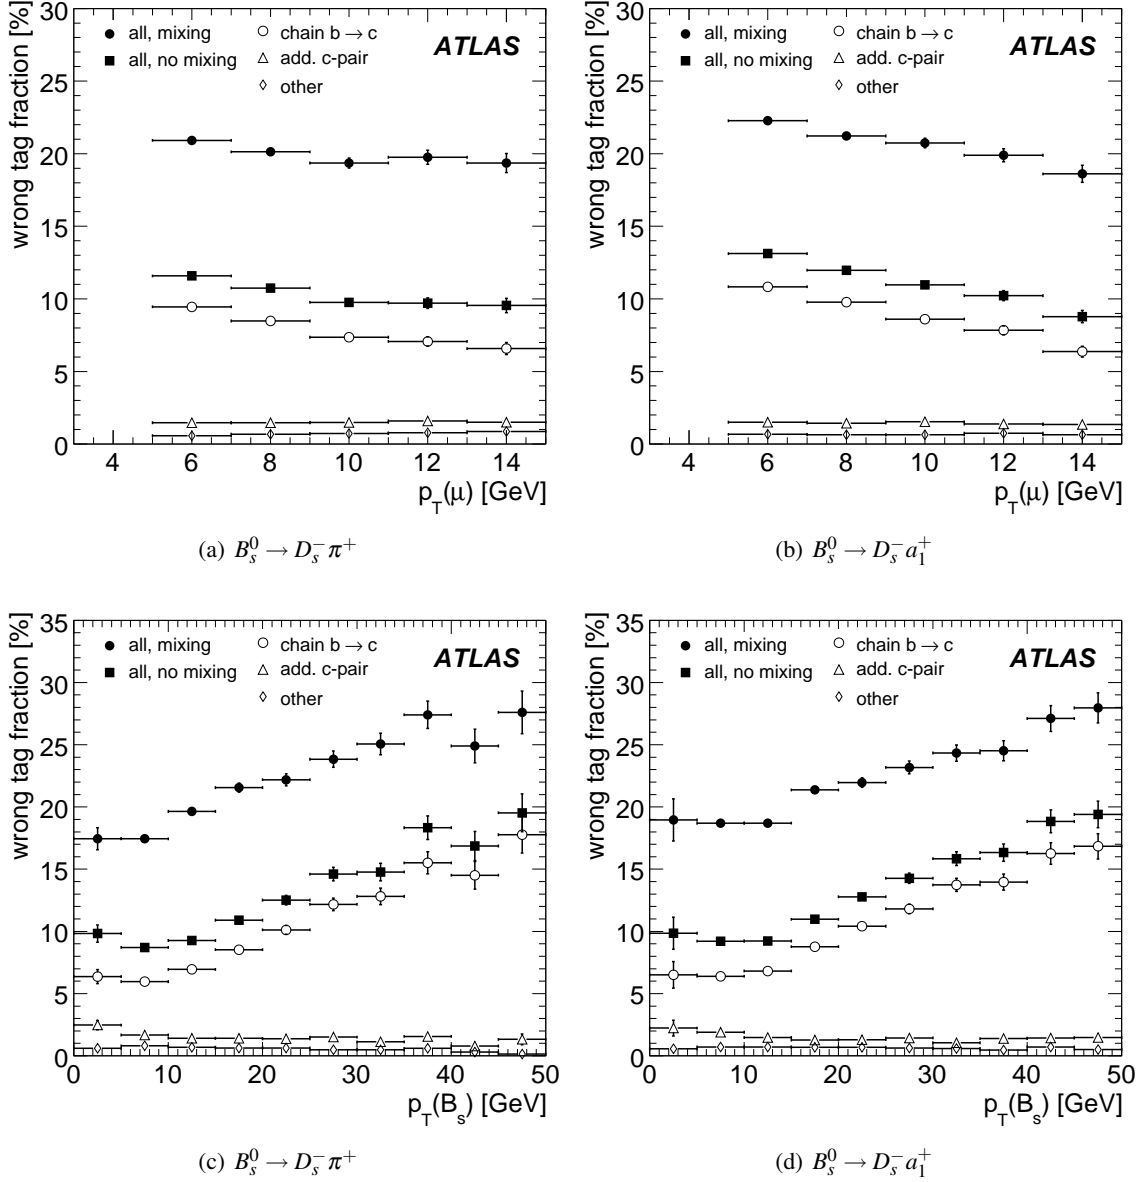 wrong tag fraction [%]
30
25
20
15
10
5
0
all, mixing
all, no mixing
chain b → c
add. c-pair
other
ATLAS
4 6 8 10 12 14
p_T(μ) [GeV]
(a) B_s^0 → D_s^- π^+
wrong tag fraction [%]
30
25
20
15
10
5
0
all, mixing
all, no mixing
chain b → c
add. c-pair
other
ATLAS
4 6 8 10 12 14
p_T(μ) [GeV]
(b) B_s^0 → D_s^- a_1^+
wrong tag fraction [%]
35
30
25
20
15
10
5
0
all, mixing
all, no mixing
chain b → c
add. c-pair
other
ATLAS
0 10 20 30 40 50
p_T(B_s) [GeV]
(c) B_s^0 → D_s^- π^+
wrong tag fraction [%]
35
30
25
20
15
10
5
0
all, mixing
all, no mixing
chain b → c
add. c-pair
other
ATLAS
0 10 20 30 40 50
p_T(B_s) [GeV]
(d) B_s^0 → D_s^- a_1^+